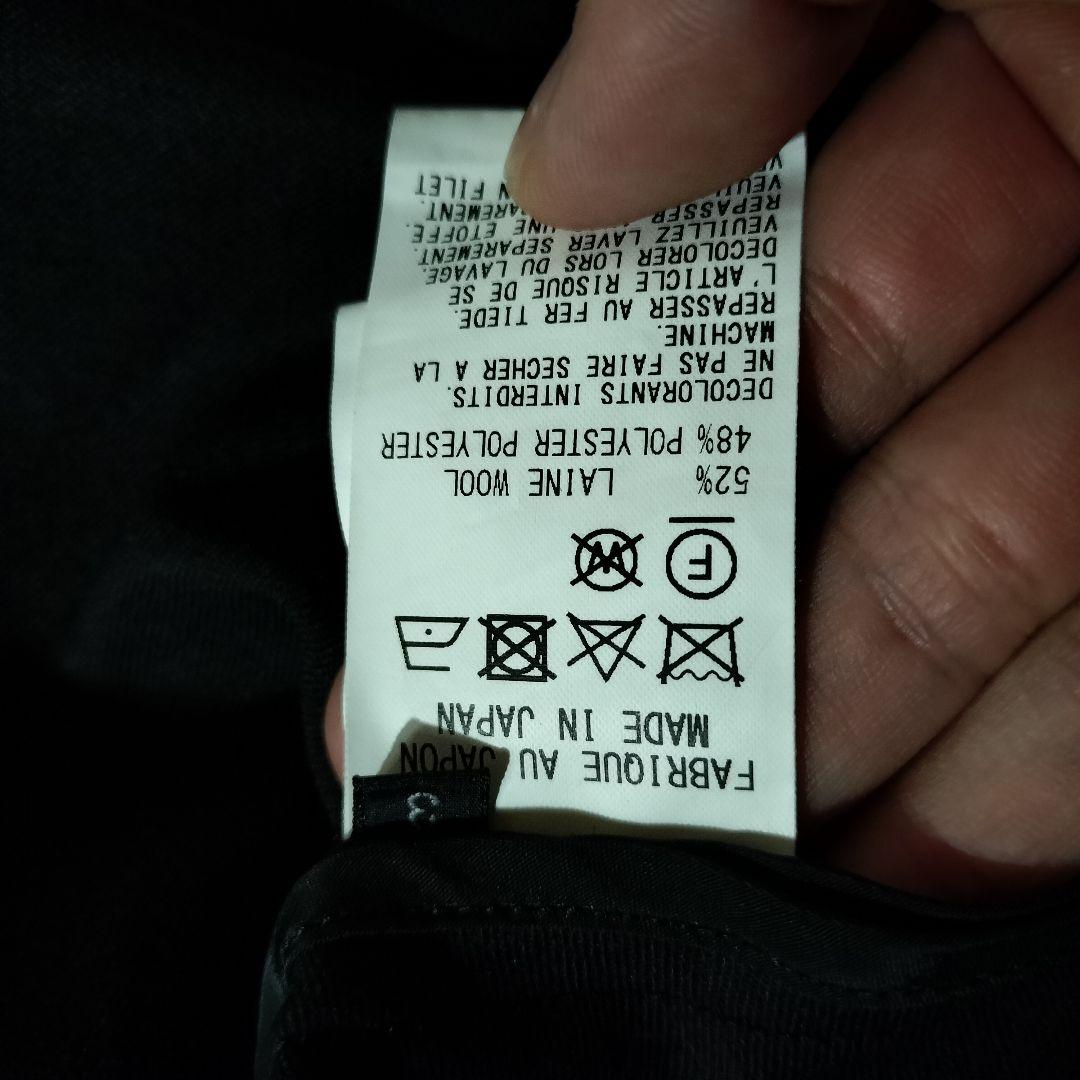 3
FABRIQUE AU JAPON
MADE IN JAPAN
F W
52% LAINE WOOL
48% POLYESTER POLYESTER
DECOLORANTS INTERDITS.
NE PAS FAIRE SECHER A LA
MACHINE.
REPASSER AU FER TIEDE.
L'ARTICLE RISQUE DE SE
DECOLORER LORS DU LAVAGE.
VEUILLEZ LAVER SEPAREMENT.
REPASSER UNE ETOFFE.
FILET